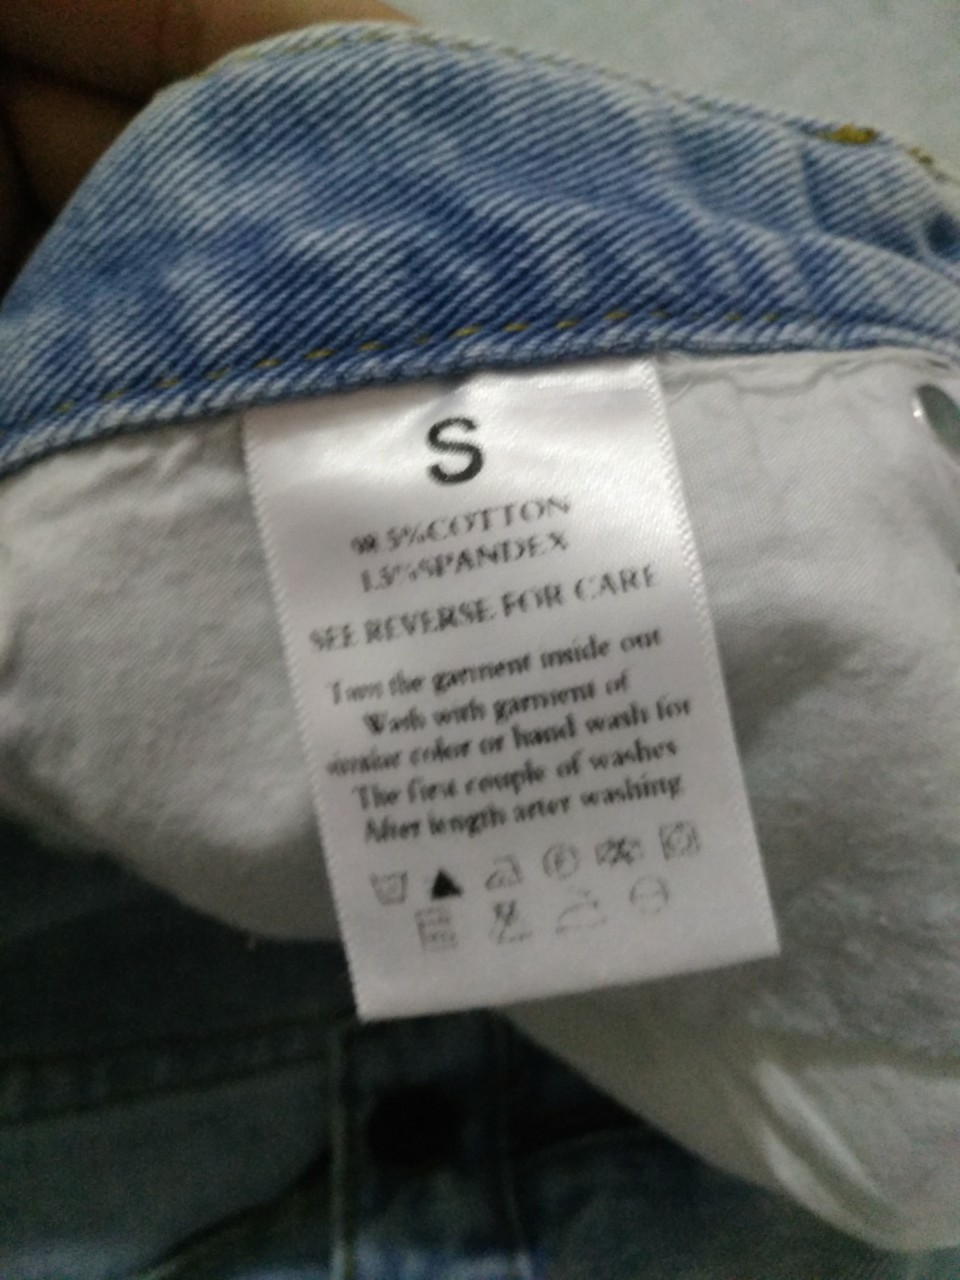 S
98.5%COTTON
1.5%SPANDEX
SEE REVERSE FOR CARE
Turn the garment inside out
Wash with garment of
similar color or hand wash for
The first couple of washes
After length arter washing